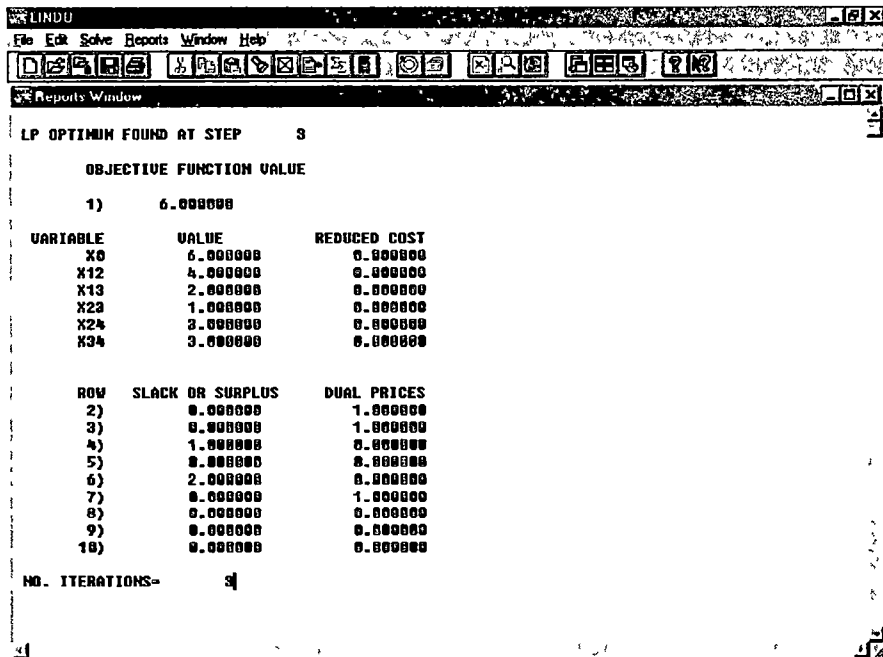 LINDO
File Edit Solve Reports Window Help
Reports Window
LP OPTIMUM FOUND AT STEP 3
OBJECTIVE FUNCTION VALUE
1) 6.000000
VARIABLE VALUE REDUCED COST
X0 6.000000 0.000000
X12 4.000000 0.000000
X13 2.000000 0.000000
X23 1.000000 0.000000
X24 3.000000 0.000000
X34 3.000000 0.000000
ROW SLACK OR SURPLUS DUAL PRICES
2) 0.000000 1.000000
3) 0.000000 1.000000
4) 1.000000 0.000000
5) 0.000000 0.000000
6) 2.000000 0.000000
7) 0.000000 1.000000
8) 0.000000 0.000000
9) 0.000000 0.000000
10) 0.000000 0.000000
NO. ITERATIONS= 3